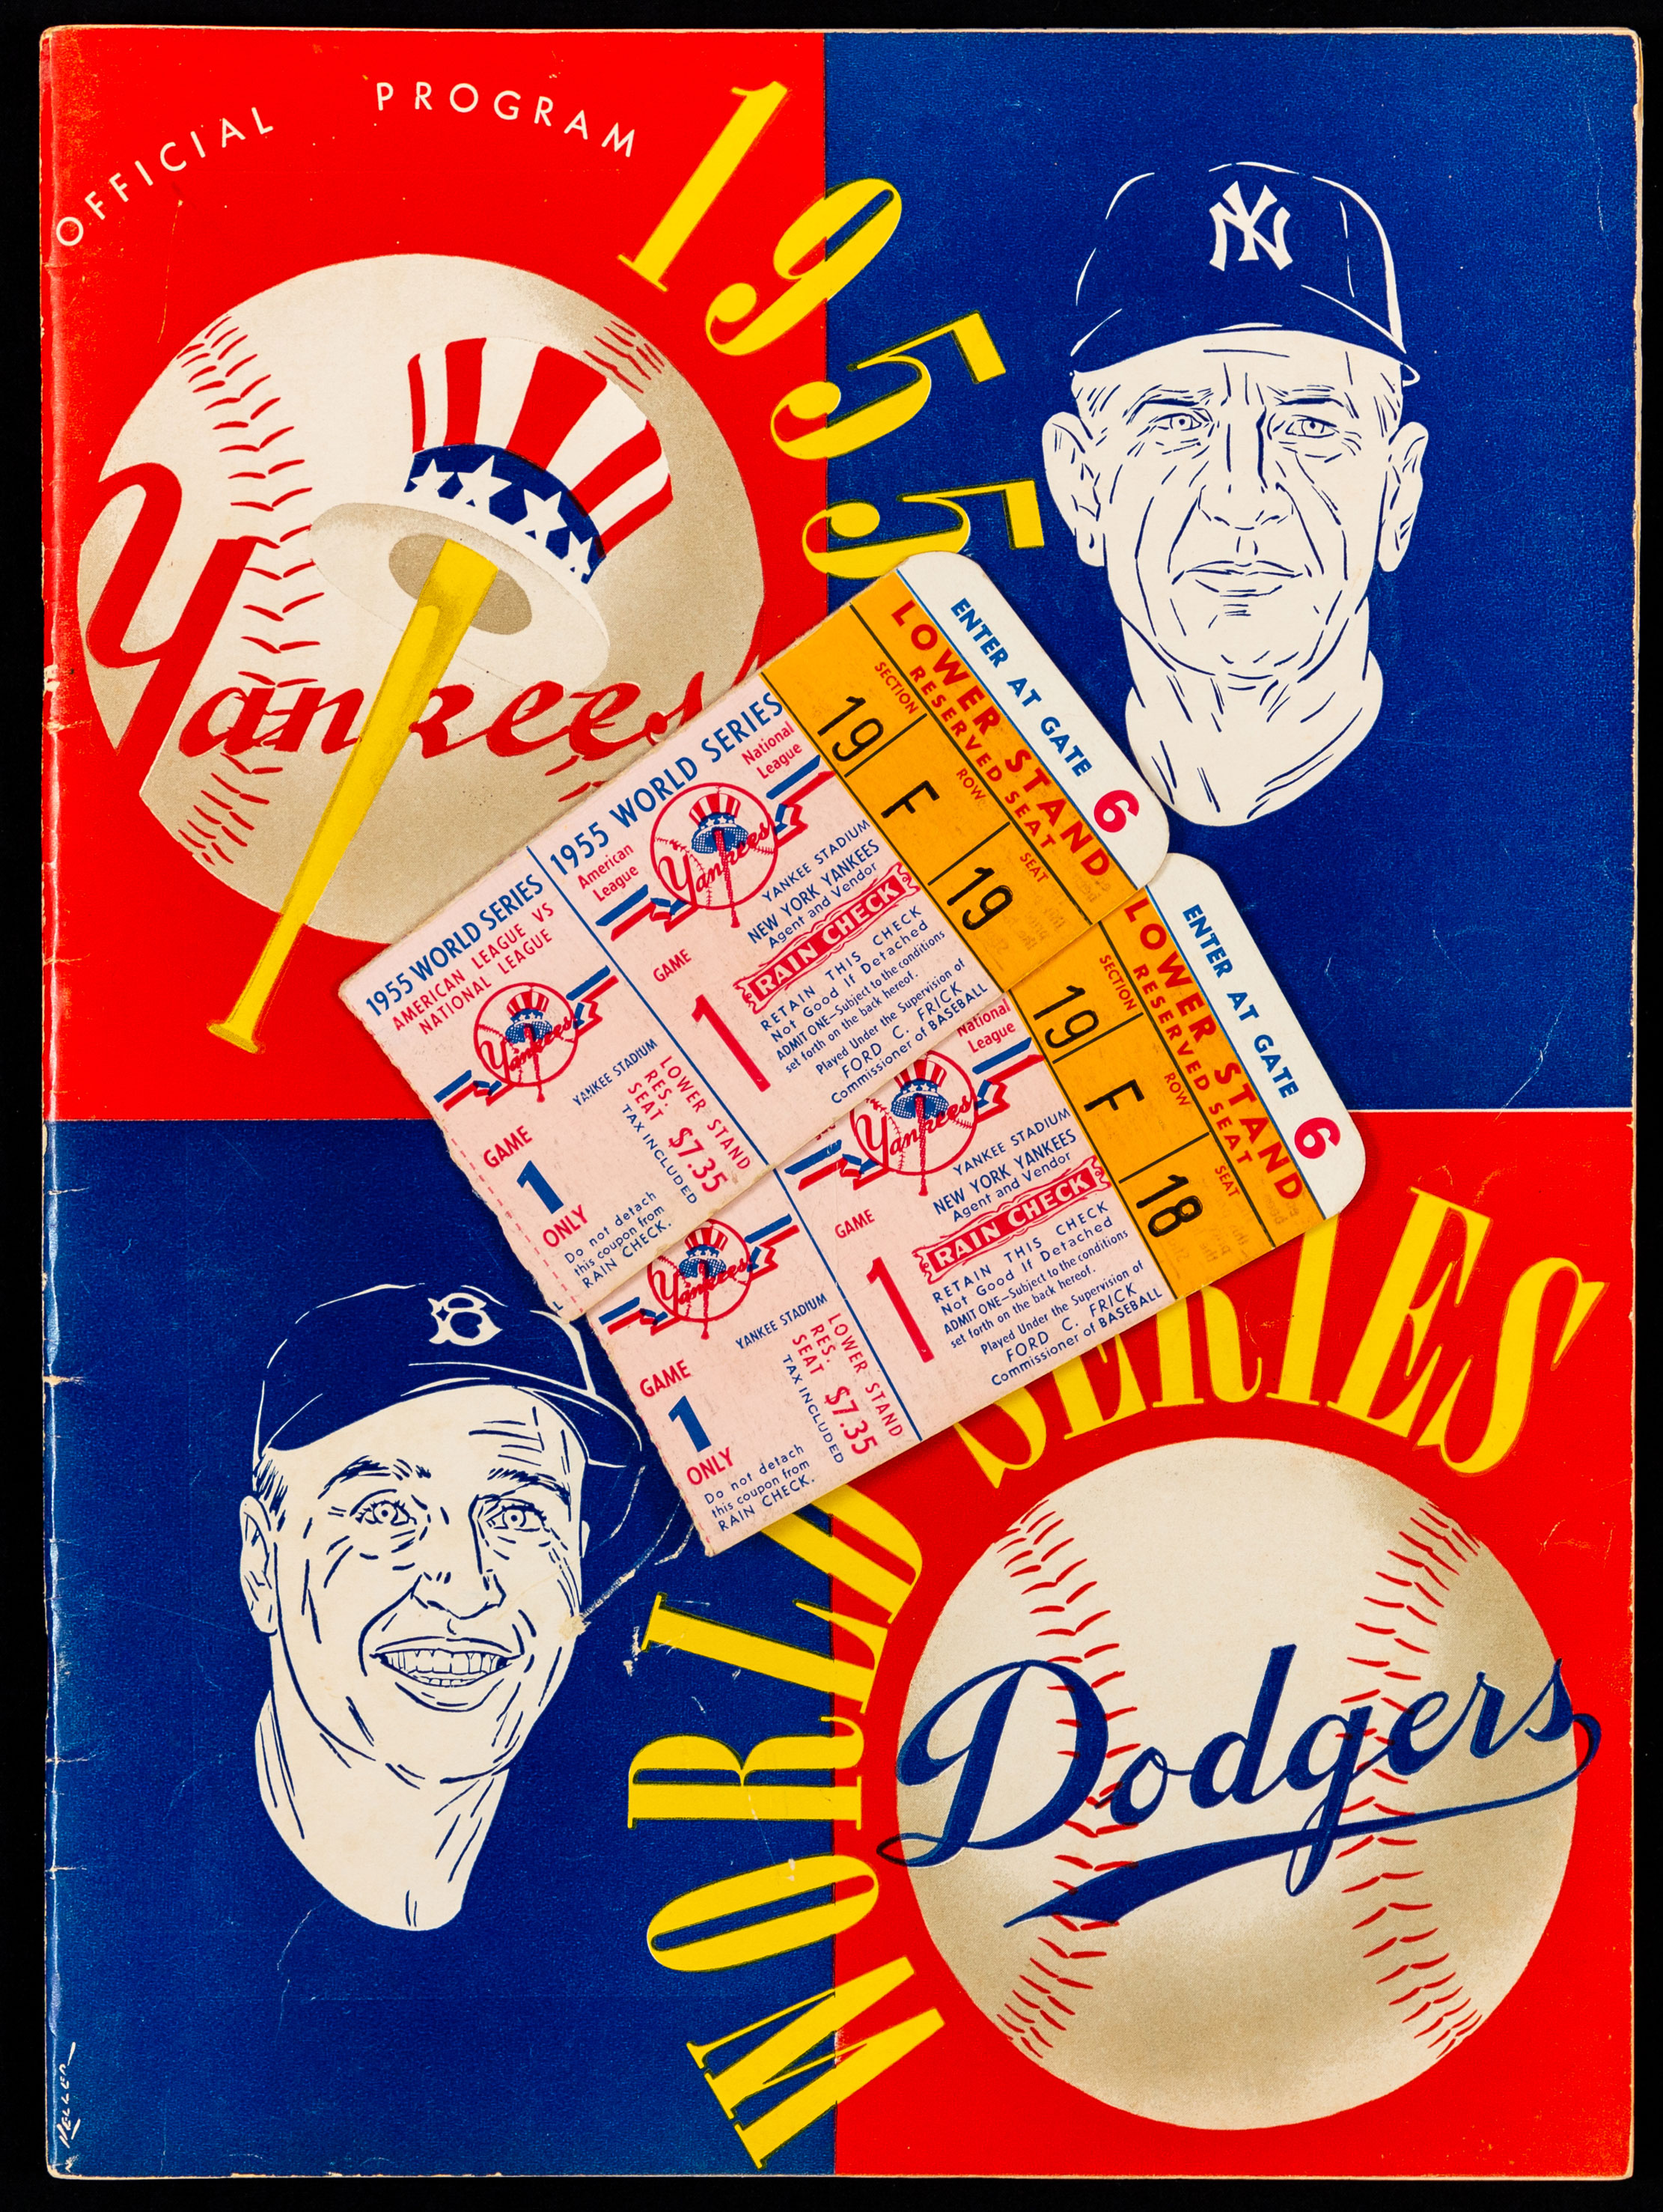 OFFICIAL PROGRAM
1955
NY
Yankees
ENTER AT GATE 6
LOWER STAND
RESERVED SEAT
SECTION ROW SEAT
19 F 19
1955 WORLD SERIES
American League
National League
Yankees
YANKEE STADIUM
NEW YORK YANKEES
Agent and Vendor
RAIN CHECK
GAME
1
RETAIN THIS CHECK
Not Good If Detached
ADMIT ONE—Subject to the conditions
set forth on the back hereof.
Played Under the Supervision of
FORD C. FRICK
Commissioner of BASEBALL
1955 WORLD SERIES
AMERICAN LEAGUE VS
NATIONAL LEAGUE
Yankees
YANKEE STADIUM
LOWER STAND
RES.
SEAT $7.35
TAX INCLUDED
GAME
1
ONLY
Do not detach
this coupon from
RAIN CHECK.
ENTER AT GATE 6
LOWER STAND
RESERVED SEAT
SECTION ROW SEAT
19 F 18
National
League
Yankees
YANKEE STADIUM
NEW YORK YANKEES
Agent and Vendor
RAIN CHECK
GAME
1
RETAIN THIS CHECK
Not Good If Detached
ADMIT ONE—Subject to the conditions
set forth on the back hereof.
Played Under the Supervision of
FORD C. FRICK
Commissioner of BASEBALL
Yankees
YANKEE STADIUM
LOWER STAND
RES.
SEAT $7.35
TAX INCLUDED
GAME
1
ONLY
Do not detach
this coupon from
RAIN CHECK.
B
WORLD SERIES
Dodgers
HELLER